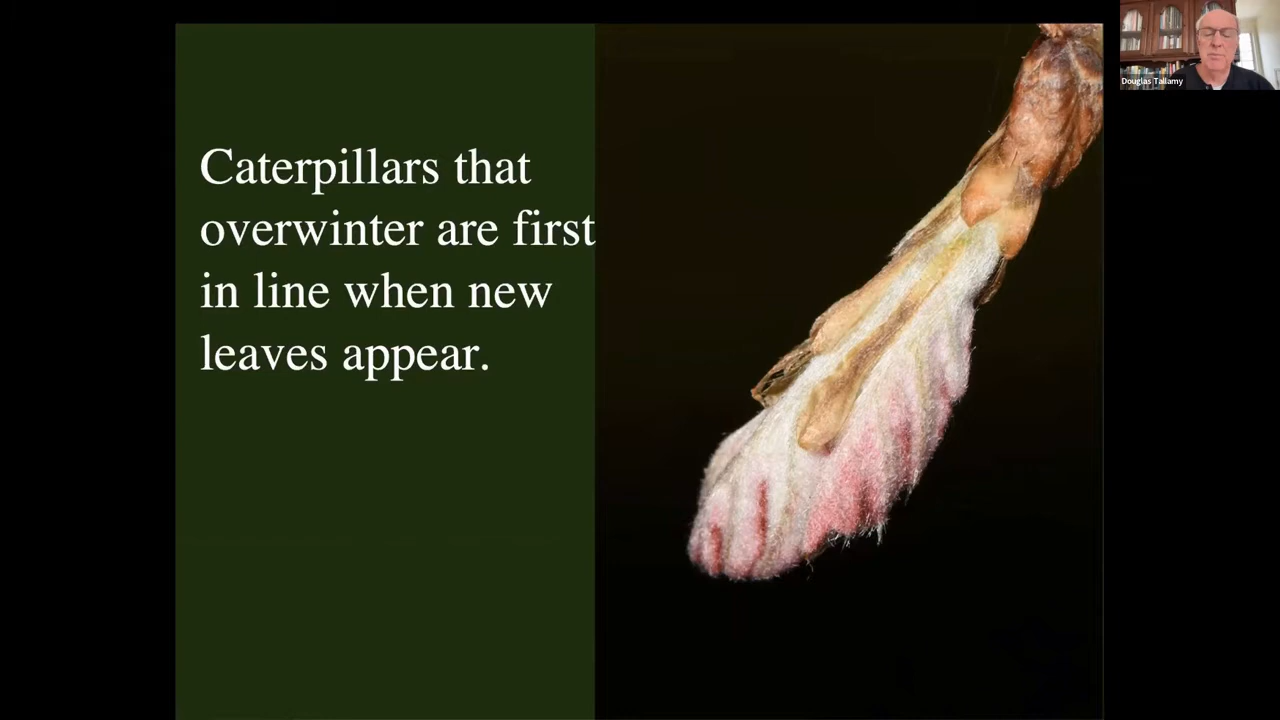 Caterpillars that
overwinter are first
in line when new
leaves appear.
Douglas Tallamy